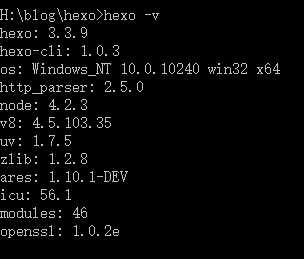 H:\blog\hexo>hexo -v
hexo: 3.3.9
hexo-cli: 1.0.3
os: Windows_NT 10.0.10240 win32 x64
http_parser: 2.5.0
node: 4.2.3
v8: 4.5.103.35
uv: 1.7.5
zlib: 1.2.8
ares: 1.10.1-DEV
icu: 56.1
modules: 46
openssl: 1.0.2e